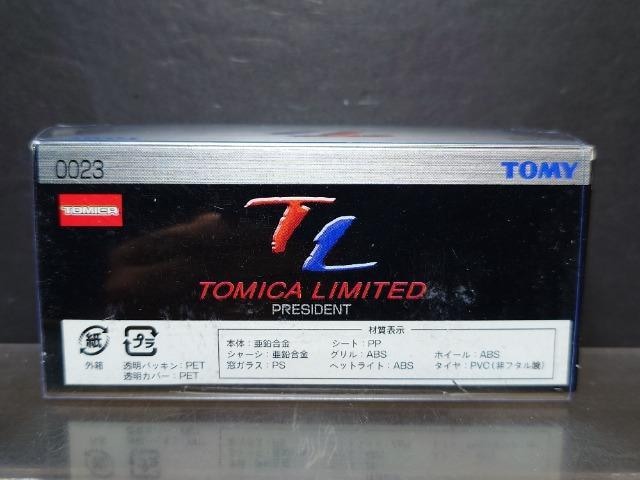 0023
TOMY
TOMICA
TL
TOMICA LIMITED
PRESIDENT
材質表示
紙
プラ
外箱
透明パッキン:PET
透明カバー:PET
本体:亜鉛合金 シート:PP
シャーシ:亜鉛合金 グリル:ABS ホイール:ABS
窓ガラス:PS ヘットライト:ABS タイヤ:PVC(非フタル酸)